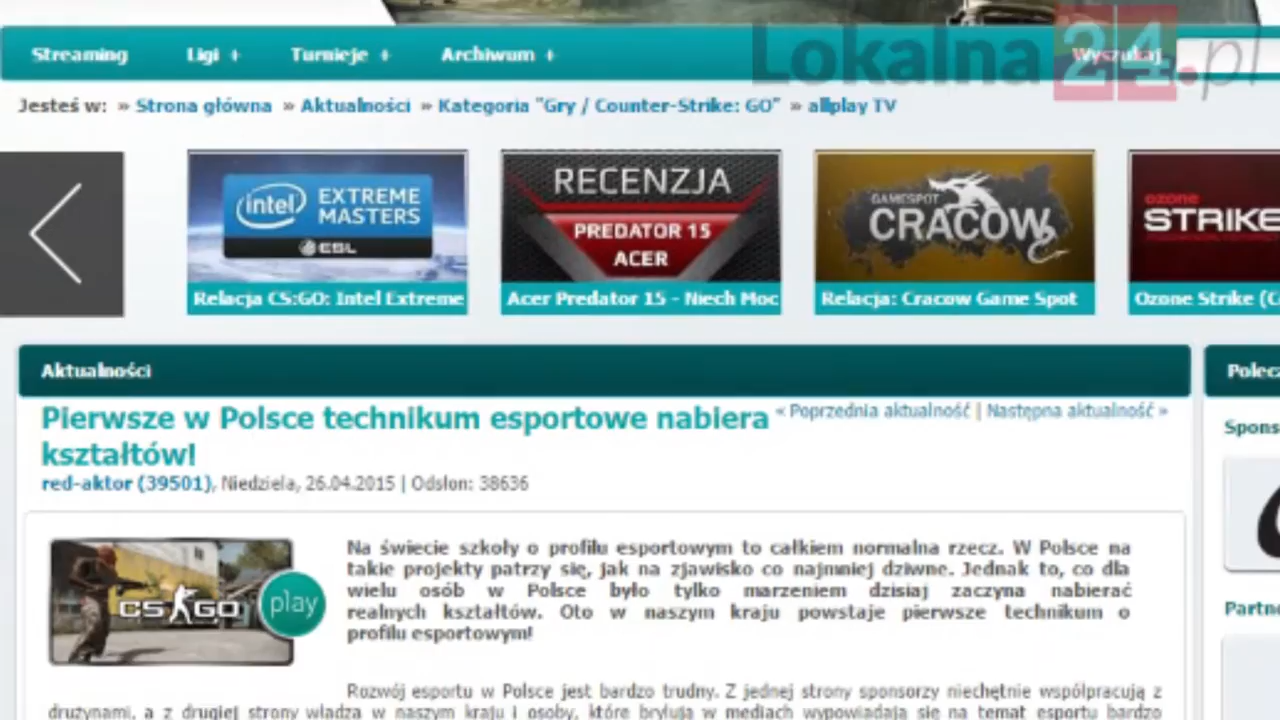 Streaming Ligi + Turnieje + Archiwum + Wyszukaj
Lokalna24.pl
Jesteś w: » Strona główna » Aktualności » Kategoria "Gry / Counter-Strike: GO" » allplay TV
intel EXTREME MASTERS
ESL
Relacja CS:GO: Intel Extreme
RECENZJA
PREDATOR 15
ACER
Acer Predator 15 - Niech Moc
GAMESPOT
CRACOW
Relacja: Cracow Game Spot
ozone
STRIKE
Ozone Strike (C
Aktualności
Polec
Pierwsze w Polsce technikum esportowe nabiera
kształtów!
« Poprzednia aktualność | Następna aktualność »
red-aktor (39501), Niedziela, 26.04.2015 | Odsłon: 38636
Spons
CS GO
play
Na świecie szkoły o profilu esportowym to całkiem normalna rzecz. W Polsce na
takie projekty patrzy się, jak na zjawisko co najmniej dziwne. Jednak to, co dla
wielu osób w Polsce było tylko marzeniem dzisiaj zaczyna nabierać
realnych kształtów. Oto w naszym kraju powstaje pierwsze technikum o
profilu esportowym!
Partne
Rozwój esportu w Polsce jest bardzo trudny. Z jednej strony sponsorzy niechętnie współpracują z
drużynami, a z drugiej strony władza w naszym kraju i osoby, które brylują w mediach wypowiadają się na temat esportu bardzo